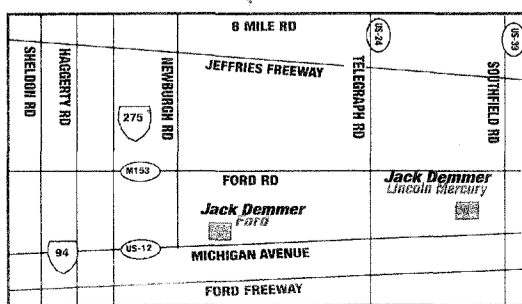 8 MILE RD
US-24
US-39
JEFFRIES FREEWAY
SHELDON RD
HAGGERTY RD
NEWBURGH RD
TELEGRAPH RD
SOUTHFIELD RD
275
M153
FORD RD
Jack Demmer
Lincoln Mercury
Jack Demmer
Ford
94
US-12
MICHIGAN AVENUE
FORD FREEWAY